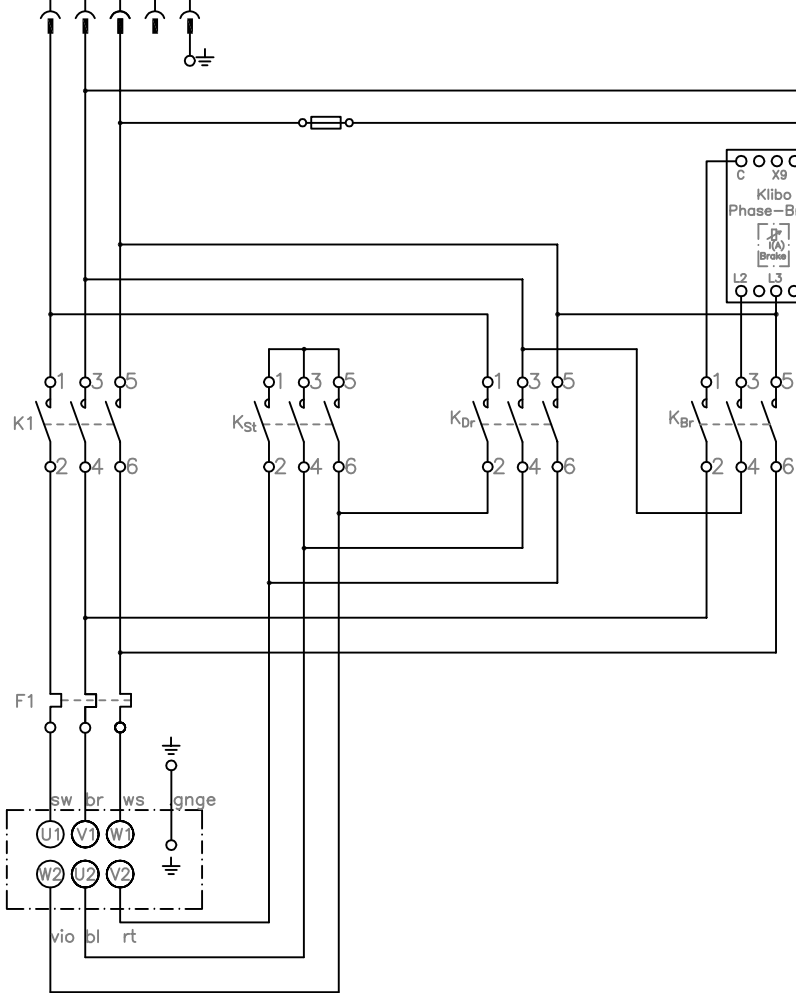 C X9
Klibo
Phase-Br
I(A)
Brake
L2 L3
1 3 5
1 3 5
1 3 5
1 3 5
K1
KSt
KDr
KBr
2 4 6
2 4 6
2 4 6
2 4 6
F1
sw br ws gnge
U1 V1 W1
W2 U2 V2
vio bl rt